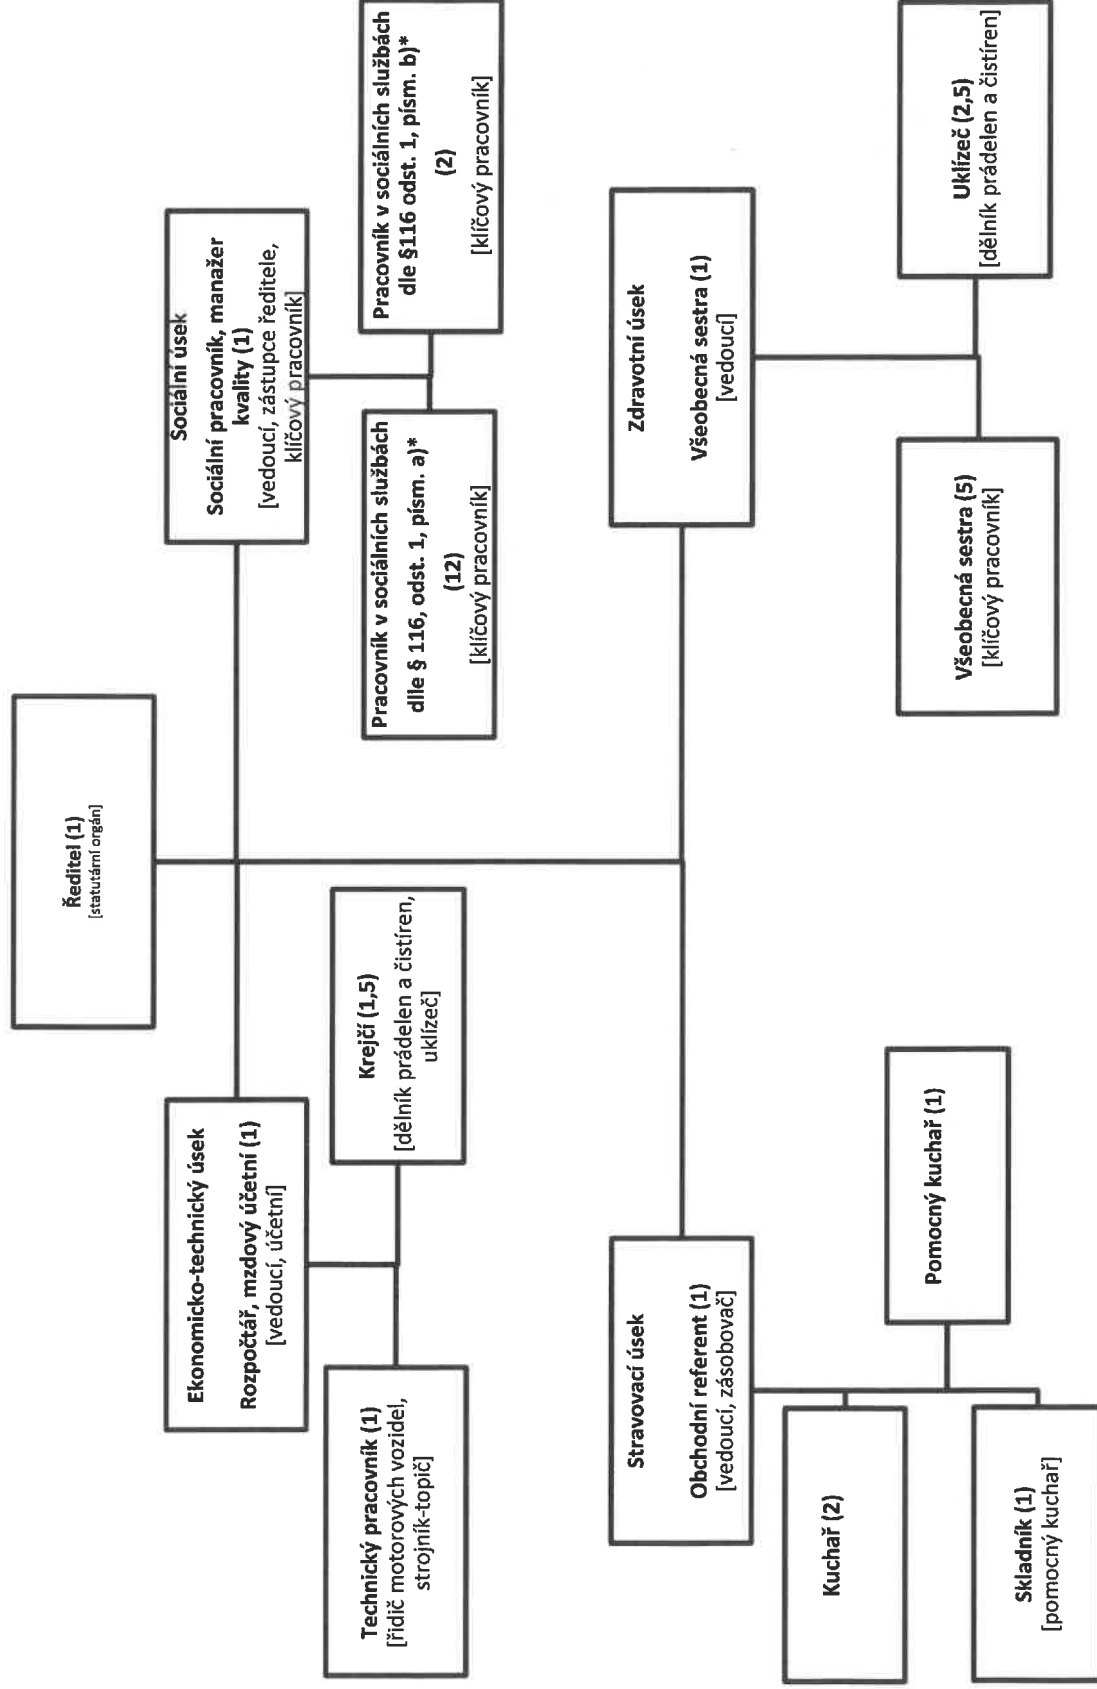 Ředitel (1)
[statutární orgán]
Ekonomicko-technický úsek
Rozpočtář, mzdový účetní (1)
[vedoucí, účetní]
Technický pracovník (1)
[řidič motorových vozidel,
strojník-topič]
Krejčí (1,5)
[dělník prádelen a čistíren,
uklízeč]
Sociální úsek
Sociální pracovník, manažer
kvality (1)
[vedoucí, zástupce ředitele,
klíčový pracovník]
Pracovník v sociálních službách
dlle § 116, odst. 1, písm. a)*
(12)
[klíčový pracovník]
Pracovník v sociálních službách
dle §116 odst. 1, písm. b)*
(2)
[klíčový pracovník]
Stravovací úsek
Obchodní referent (1)
[vedoucí, zásobovač]
Kuchař (2)
Pomocný kuchař (1)
Skladník (1)
[pomocný kuchař]
Zdravotní úsek
Všeobecná sestra (1)
[vedoucí]
Všeobecná sestra (5)
[klíčový pracovník]
Uklízeč (2,5)
[dělník prádelen a čistíren]